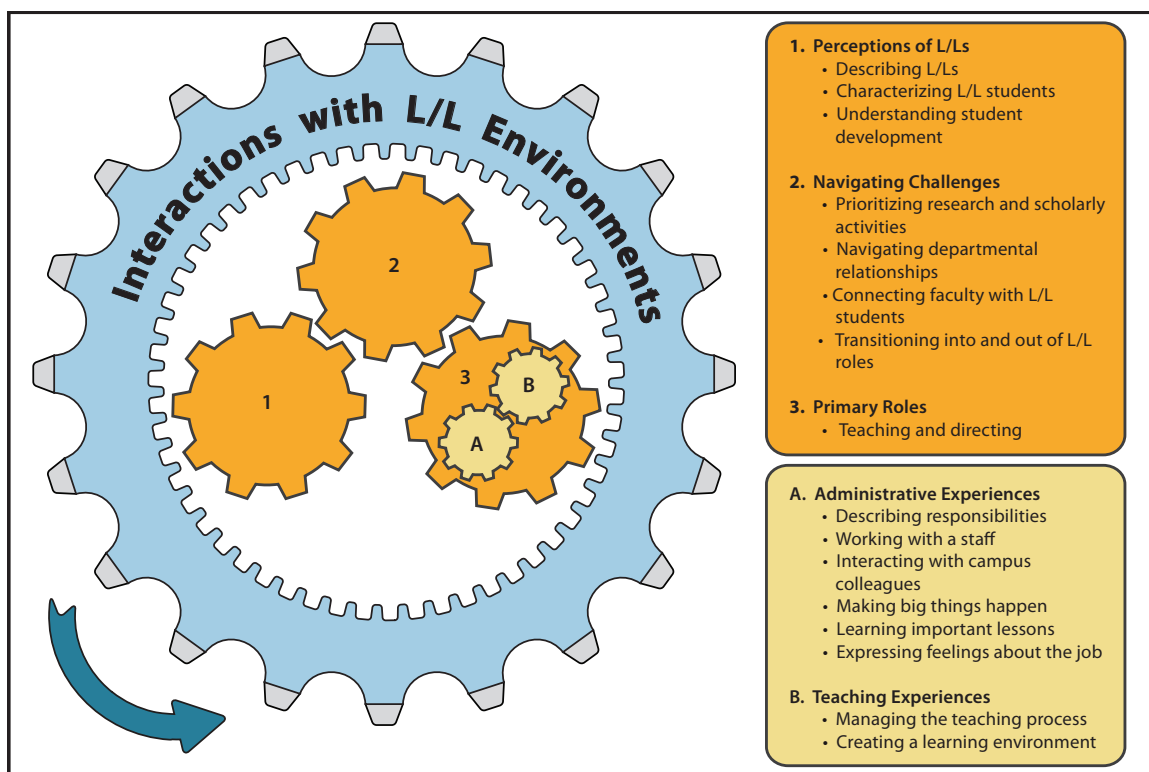 Interactions with L/L Environments
2
1
3
B
A
1. Perceptions of L/Ls
• Describing L/Ls
• Characterizing L/L students
• Understanding student
development
2. Navigating Challenges
• Prioritizing research and scholarly
activities
• Navigating departmental
relationships
• Connecting faculty with L/L
students
• Transitioning into and out of L/L
roles
3. Primary Roles
• Teaching and directing
A. Administrative Experiences
• Describing responsibilities
• Working with a staff
• Interacting with campus
colleagues
• Making big things happen
• Learning important lessons
• Expressing feelings about the job
B. Teaching Experiences
• Managing the teaching process
• Creating a learning environment